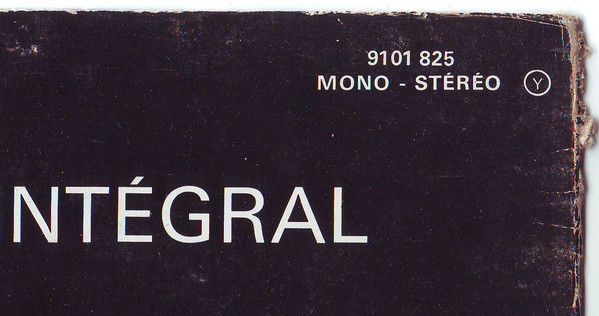 9101 825
MONO - STÉRÉO Ⓨ
NTÉGRAL